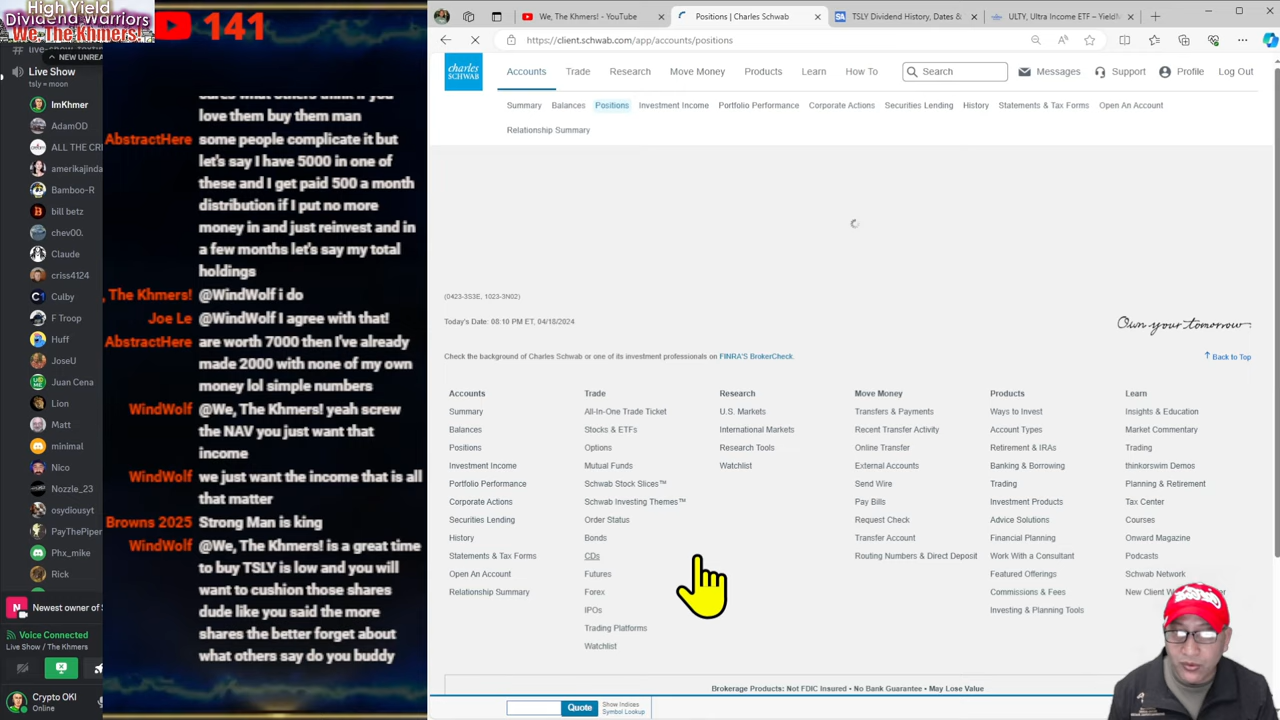 High Yield
Dividend Warriors
We, The Khmers!
141
NEW UNREA
Live Show
tsly = moon
ImKhmer
AdamOD
ALL THE CRE
amerikajinda
Bamboo-R
bill betz
chev00.
Claude
cris4124
Culby
F Troop
Huff
JoseU
Juan Cena
Lion
Matt
minimal
Nico
Nozzle_23
osydiousyt
PayThePiper
Phx_mike
Rick
Newest owner of S
Voice Connected
Live Show / The Khmers!
Crypto OKI
cares what others think if you
love them buy them man
AbstractHere some people complicate it but
let's say I have 5000 in one of
these and I get paid 500 a month
distribution if I put no more
money in and just reinvest and in
a few months let's say my total
holdings
, The Khmers! @WindWolf i do
Joe Le @WindWolf I agree with that!
AbstractHere are worth 7000 then I've already
made 2000 with none of my own
money lol simple numbers
WindWolf @We, The Khmers! yeah screw
the NAV you just want that
income
WindWolf we just want the income that is all
that matter
Browns 2025 Strong Man is king
WindWolf @We, The Khmers! is a great time
to buy TSLY is low and you will
want to cushion those shares
dude like you said the more
shares the better forget about
what others say do you buddy
We, The Khmers! - YouTube
Positions | Charles Schwab
TSLY Dividend History, Dates &
ULTY, Ultra Income ETF – YieldM
https://client.schwab.com/app/accounts/positions
charles
SCHWAB
Accounts Trade Research Move Money Products Learn How To
Search
Messages Support Profile Log Out
Summary Balances Positions Investment Income Portfolio Performance Corporate Actions Securities Lending History Statements & Tax Forms Open An Account
Relationship Summary
(0423-3S3E, 1023-3N02)
Today's Date: 08:10 PM ET, 04/18/2024
Own your tomorrow.
Check the background of Charles Schwab or one of its investment professionals on FINRA'S BrokerCheck.
Back to Top
Accounts
Summary
Balances
Positions
Investment Income
Portfolio Performance
Corporate Actions
Securities Lending
History
Statements & Tax Forms
Open An Account
Relationship Summary
Trade
All-In-One Trade Ticket
Stocks & ETFs
Options
Mutual Funds
Schwab Stock Slices™
Schwab Investing Themes™
Order Status
Bonds
CDs
Futures
Forex
IPOs
Trading Platforms
Watchlist
Research
U.S. Markets
International Markets
Research Tools
Watchlist
Move Money
Transfers & Payments
Recent Transfer Activity
Online Transfer
External Accounts
Send Wire
Pay Bills
Request Check
Transfer Account
Routing Numbers & Direct Deposit
Products
Ways to Invest
Account Types
Retirement & IRAs
Banking & Borrowing
Trading
Investment Products
Advice Solutions
Financial Planning
Work With a Consultant
Featured Offerings
Commissions & Fees
Investing & Planning Tools
Learn
Insights & Education
Market Commentary
Trading
thinkorswim Demos
Planning & Retirement
Tax Center
Courses
Onward Magazine
Podcasts
Schwab Network
New Client
Brokerage Products: Not FDIC Insured • No Bank Guarantee • May Lose Value
Quote
Show Indices
Symbol Lookup